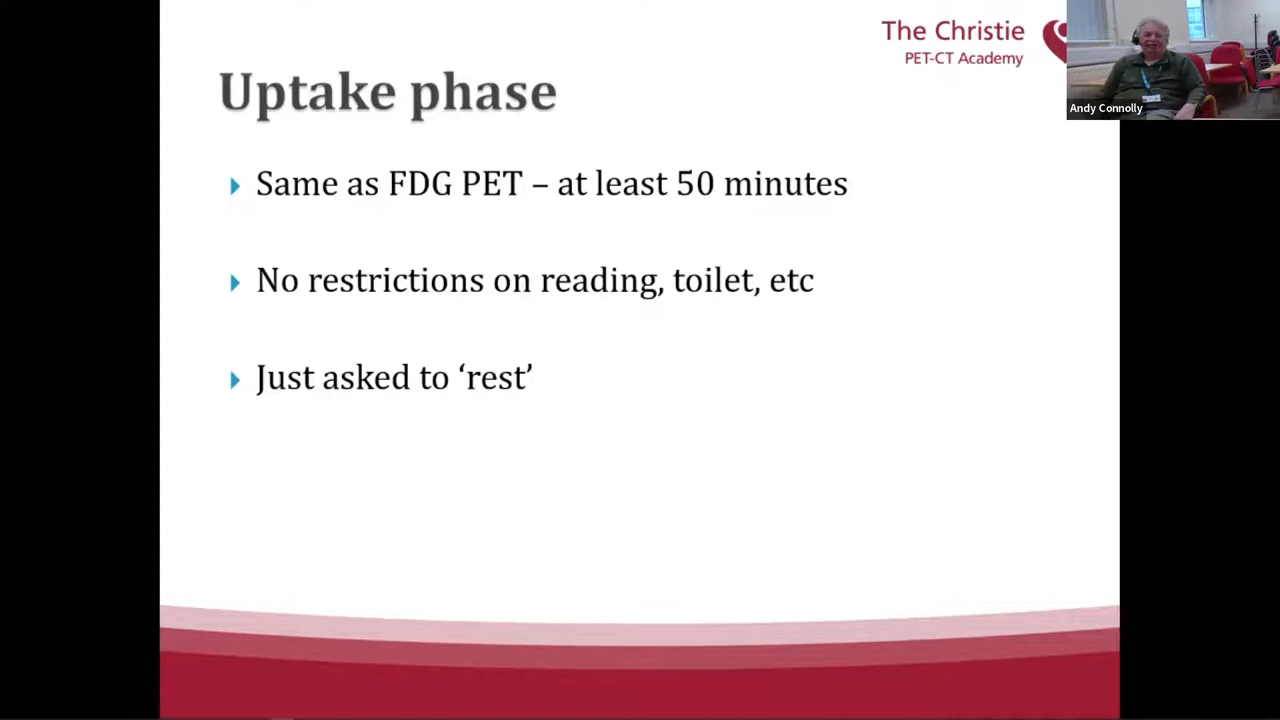 The Christie
PET-CT Academy
Andy Connolly
Uptake phase
Same as FDG PET – at least 50 minutes
No restrictions on reading, toilet, etc
Just asked to ‘rest’